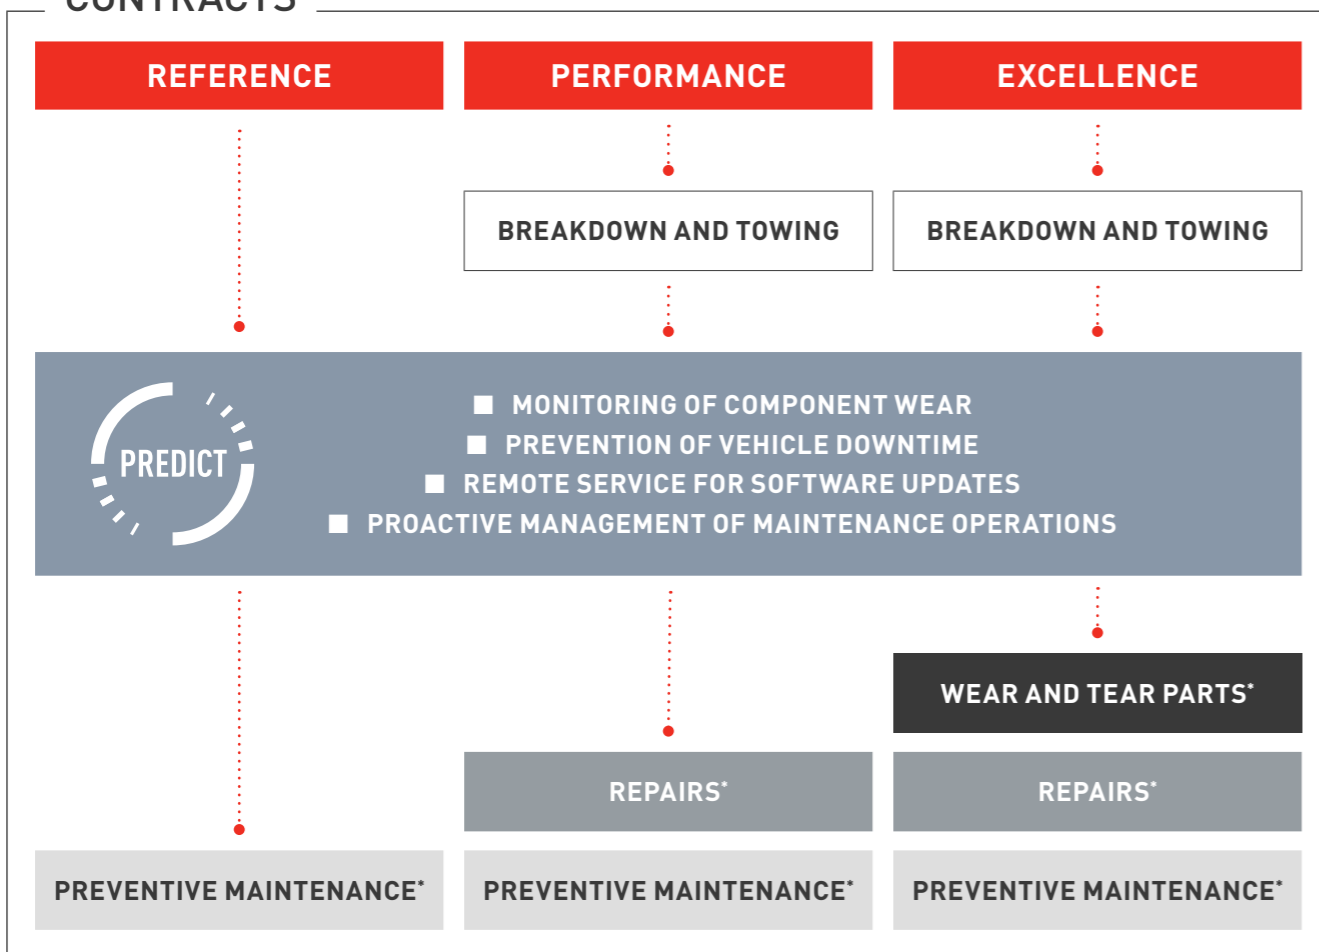 CONTRACTS
REFERENCE
PERFORMANCE
EXCELLENCE
BREAKDOWN AND TOWING
BREAKDOWN AND TOWING
PREDICT
■ MONITORING OF COMPONENT WEAR
■ PREVENTION OF VEHICLE DOWNTIME
■ REMOTE SERVICE FOR SOFTWARE UPDATES
■ PROACTIVE MANAGEMENT OF MAINTENANCE OPERATIONS
WEAR AND TEAR PARTS*
REPAIRS*
REPAIRS*
PREVENTIVE MAINTENANCE*
PREVENTIVE MAINTENANCE*
PREVENTIVE MAINTENANCE*